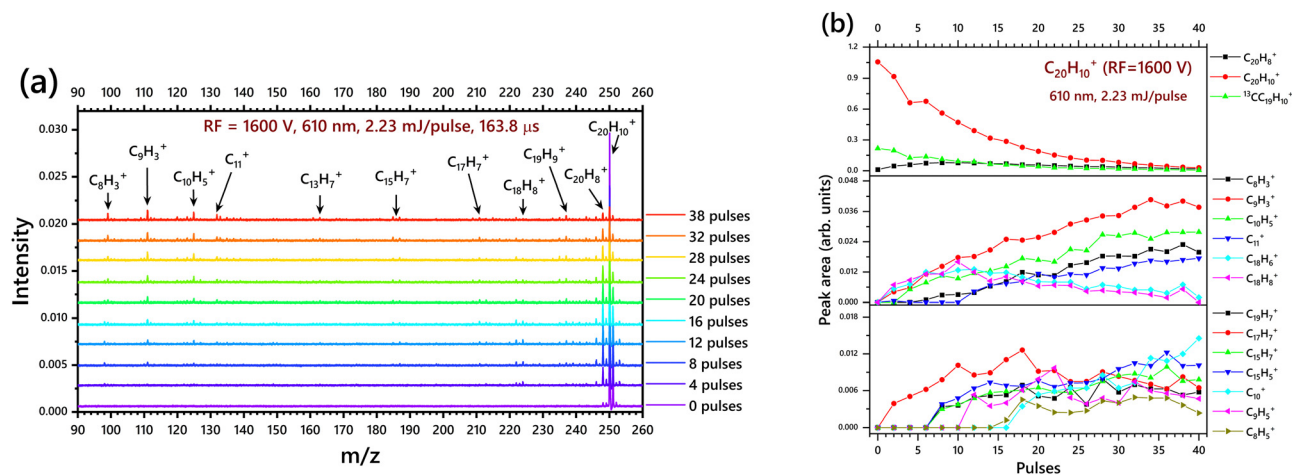 (a)
90 100 110 120 130 140 150 160 170 180 190 200 210 220 230 240 250 260
RF = 1600 V, 610 nm, 2.23 mJ/pulse, 163.8 μs
C₂₀H₁₀⁺
C₈H₃⁺
C₉H₃⁺
C₁₀H₅⁺
C₁₁⁺
C₁₃H₇⁺
C₁₅H₇⁺
C₁₇H₇⁺
C₁₈H₈⁺
C₁₉H₉⁺
C₂₀H₈⁺
0.030
0.025
0.020
0.015
0.010
0.005
0.000
Intensity
38 pulses
32 pulses
28 pulses
24 pulses
20 pulses
16 pulses
12 pulses
8 pulses
4 pulses
0 pulses
90 100 110 120 130 140 150 160 170 180 190 200 210 220 230 240 250 260
m/z
(b)
0 5 10 15 20 25 30 35 40
C₂₀H₁₀⁺ (RF=1600 V)
610 nm, 2.23 mJ/pulse
1.2
0.9
0.6
0.3
0.0
C₂₀H₈⁺
C₂₀H₁₀⁺
¹³CC₁₉H₁₀⁺
0.048
0.036
0.024
0.012
0.000
C₈H₃⁺
C₉H₃⁺
C₁₀H₅⁺
C₁₁⁺
C₁₈H₆⁺
C₁₈H₈⁺
0.018
0.012
0.006
0.000
C₁₉H₇⁺
C₁₇H₇⁺
C₁₅H₇⁺
C₁₅H₅⁺
C₁₀⁺
C₉H₅⁺
C₈H₅⁺
Peak area (arb. units)
0 5 10 15 20 25 30 35 40
Pulses